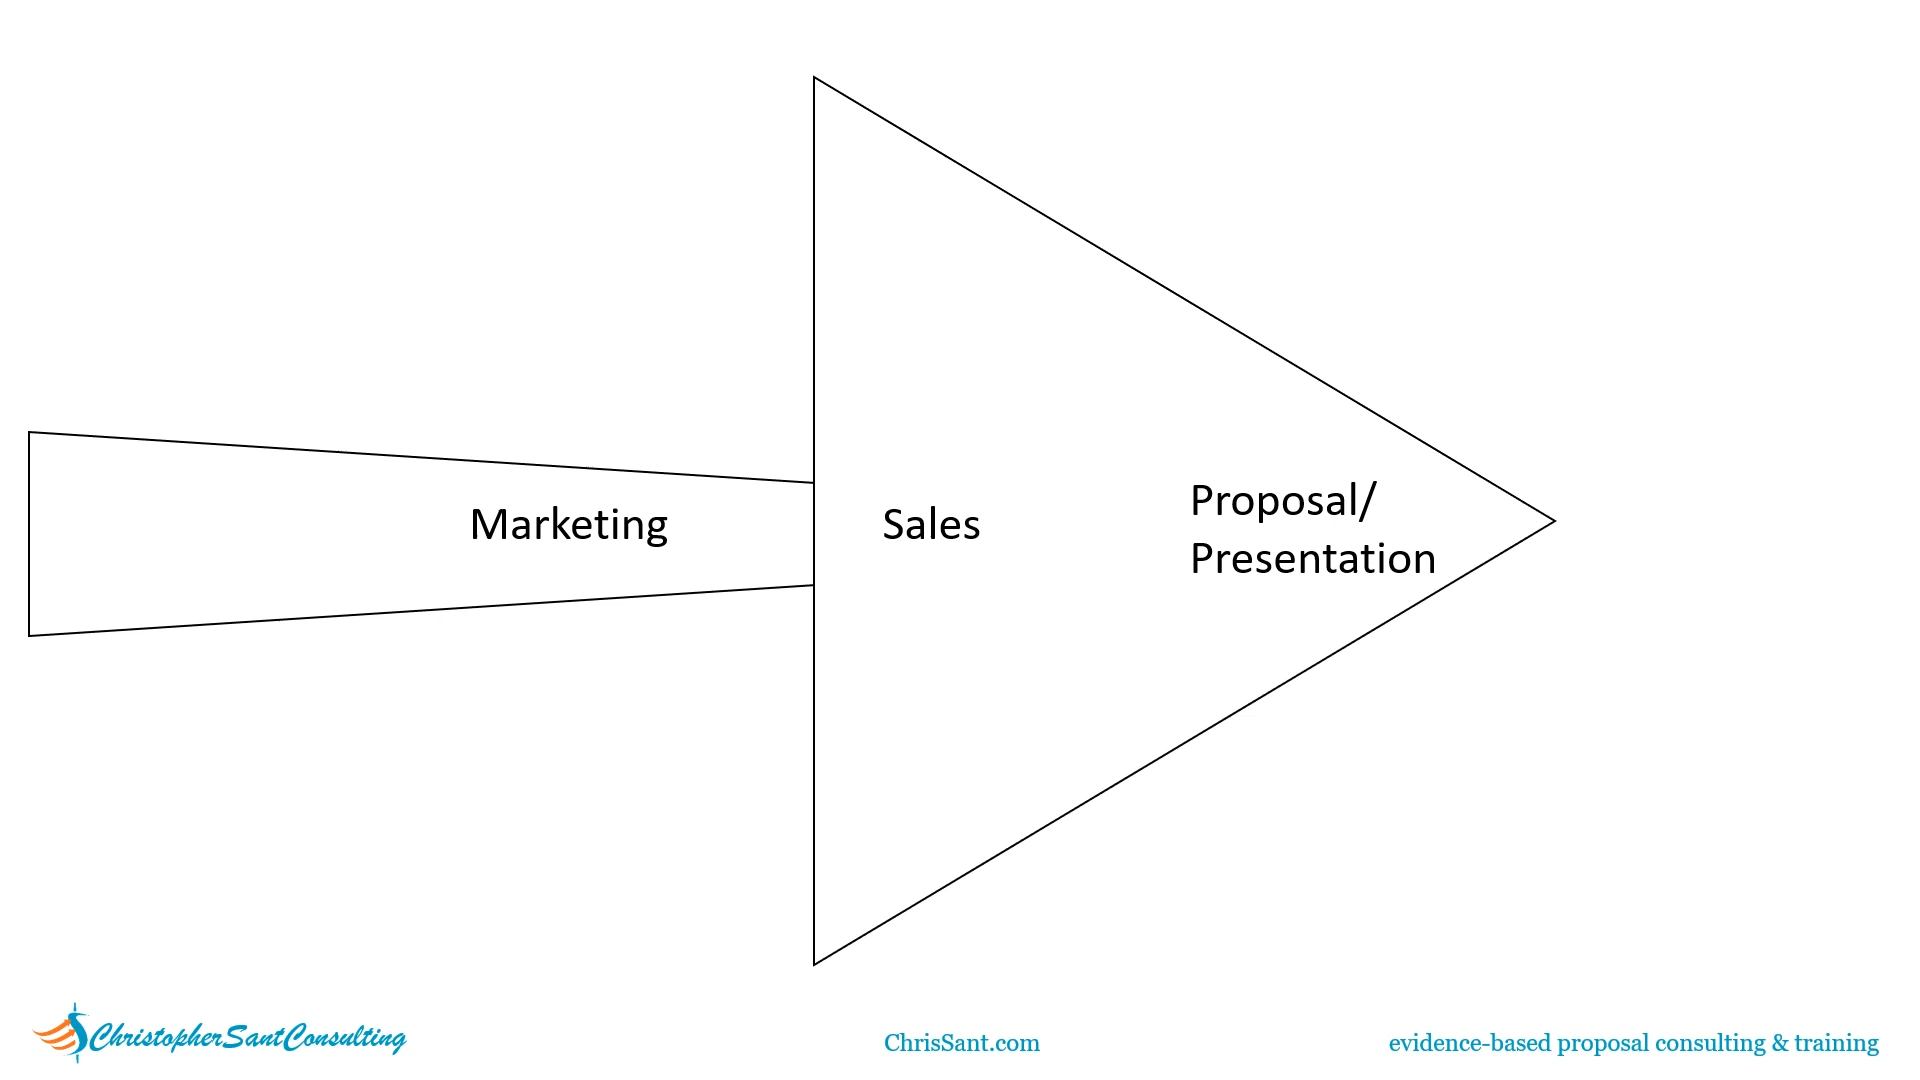 Marketing
Sales
Proposal/
Presentation
ChristopherSantConsulting
ChrisSant.com
evidence-based proposal consulting & training